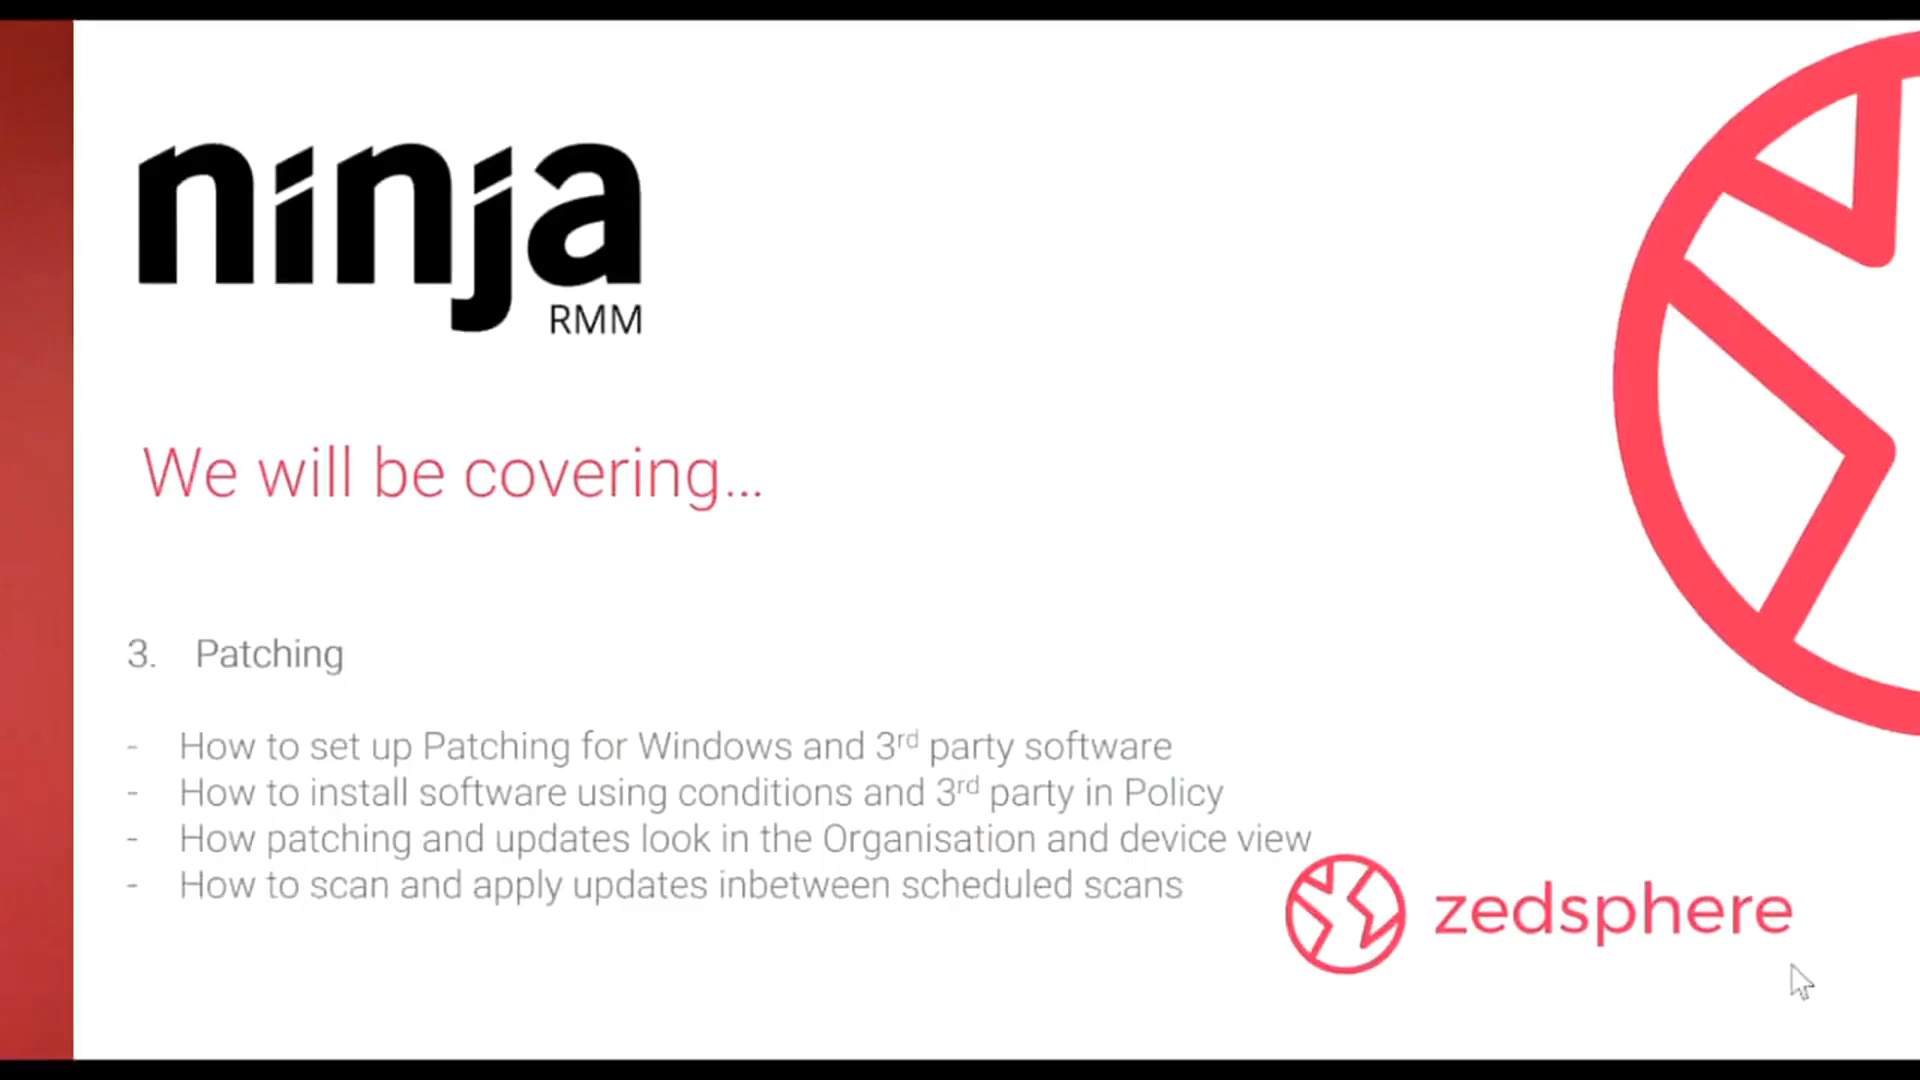 ninja
RMM
We will be covering...
3. Patching
- How to set up Patching for Windows and 3rd party software
- How to install software using conditions and 3rd party in Policy
- How patching and updates look in the Organisation and device view
- How to scan and apply updates inbetween scheduled scans
zedsphere